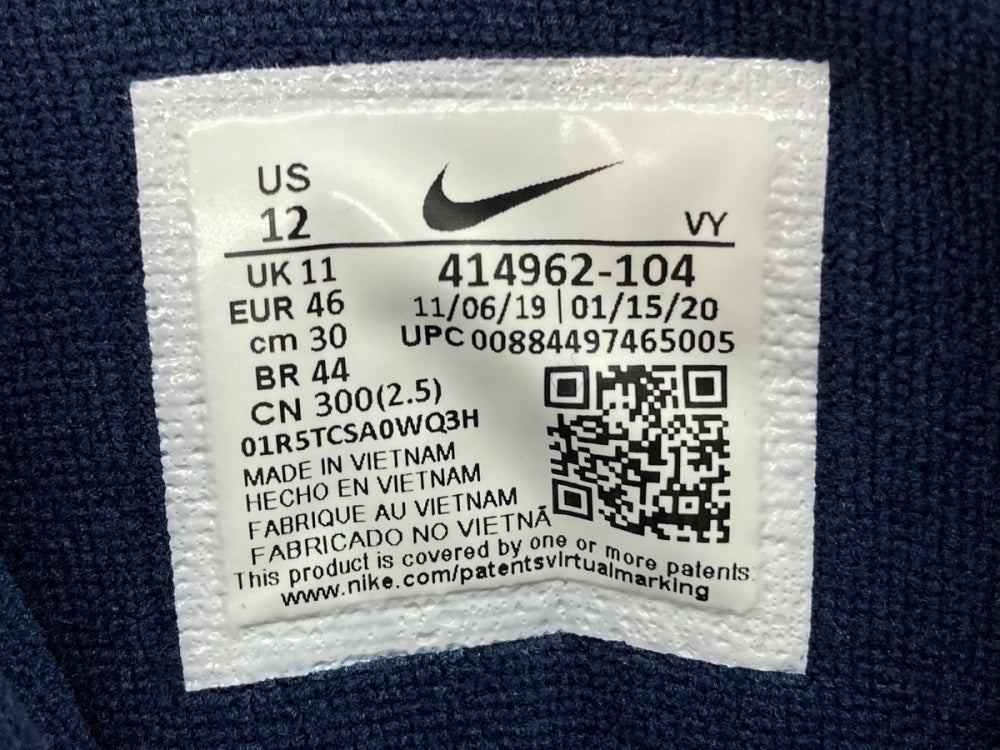 US
12
VY
UK 11
414962-104
EUR 46
11/06/19 | 01/15/20
cm 30
UPC 00884497465005
BR 44
CN 300(2.5)
01R5TCSA0WQ3H
MADE IN VIETNAM
HECHO EN VIETNAM
FABRIQUE AU VIETNAM
FABRICADO NO VIETNÃ
This product is covered by one or more patents.
www.nike.com/patentsvirtualmarking